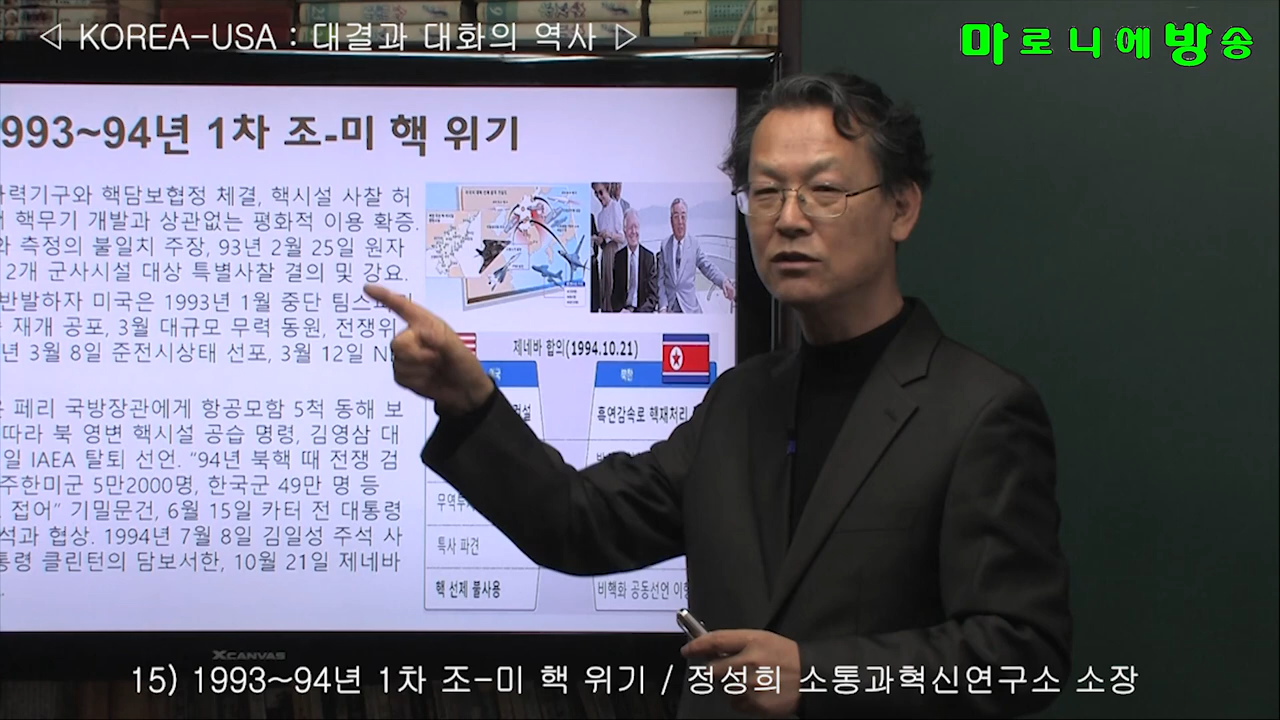 ◁ KOREA-USA : 대결과 대화의 역사 ▷
마로니에방송
993~94년 1차 조-미 핵 위기
력기구와 핵담보협정 체결, 핵시설 사찰 허
핵무기 개발과 상관없는 평화적 이용 확증.
측정의 불일치 주장, 93년 2월 25일 원자
2개 군사시설 대상 특별사찰 결의 및 강요.
반발하자 미국은 1993년 1월 중단 팀스
재개 공포, 3월 대규모 무력 동원, 전쟁위
년 3월 8일 준전시상태 선포, 3월 12일 N
페리 국방장관에게 항공모함 5척 동해 보
따라 북 영변 핵시설 공습 명령, 김영삼 대
일 IAEA 탈퇴 선언. “94년 북핵 때 전쟁 검
주한미군 5만2000명, 한국군 49만 명 등
접어” 기밀문건, 6월 15일 카터 전 대통령
석과 협상. 1994년 7월 8일 김일성 주석 사
통령 클린턴의 담보서한, 10월 21일 제네바
제네바 합의(1994.10.21)
북한
흑연감속로 핵재처리
특사 파견
핵 선제 불사용
비핵화 공동선언 이행
XCANVAS
15) 1993~94년 1차 조-미 핵 위기 / 정성희 소통과혁신연구소 소장